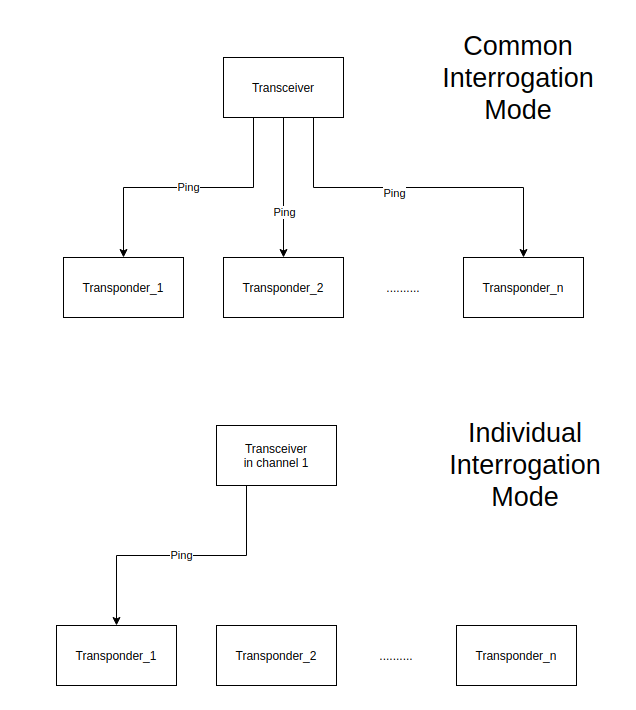 Common
Interrogation
Mode
Transceiver
Ping
Ping
Ping
Transponder_1
Transponder_2
..........
Transponder_n
Individual
Interrogation
Mode
Transceiver
in channel 1
Ping
Transponder_1
Transponder_2
..........
Transponder_n